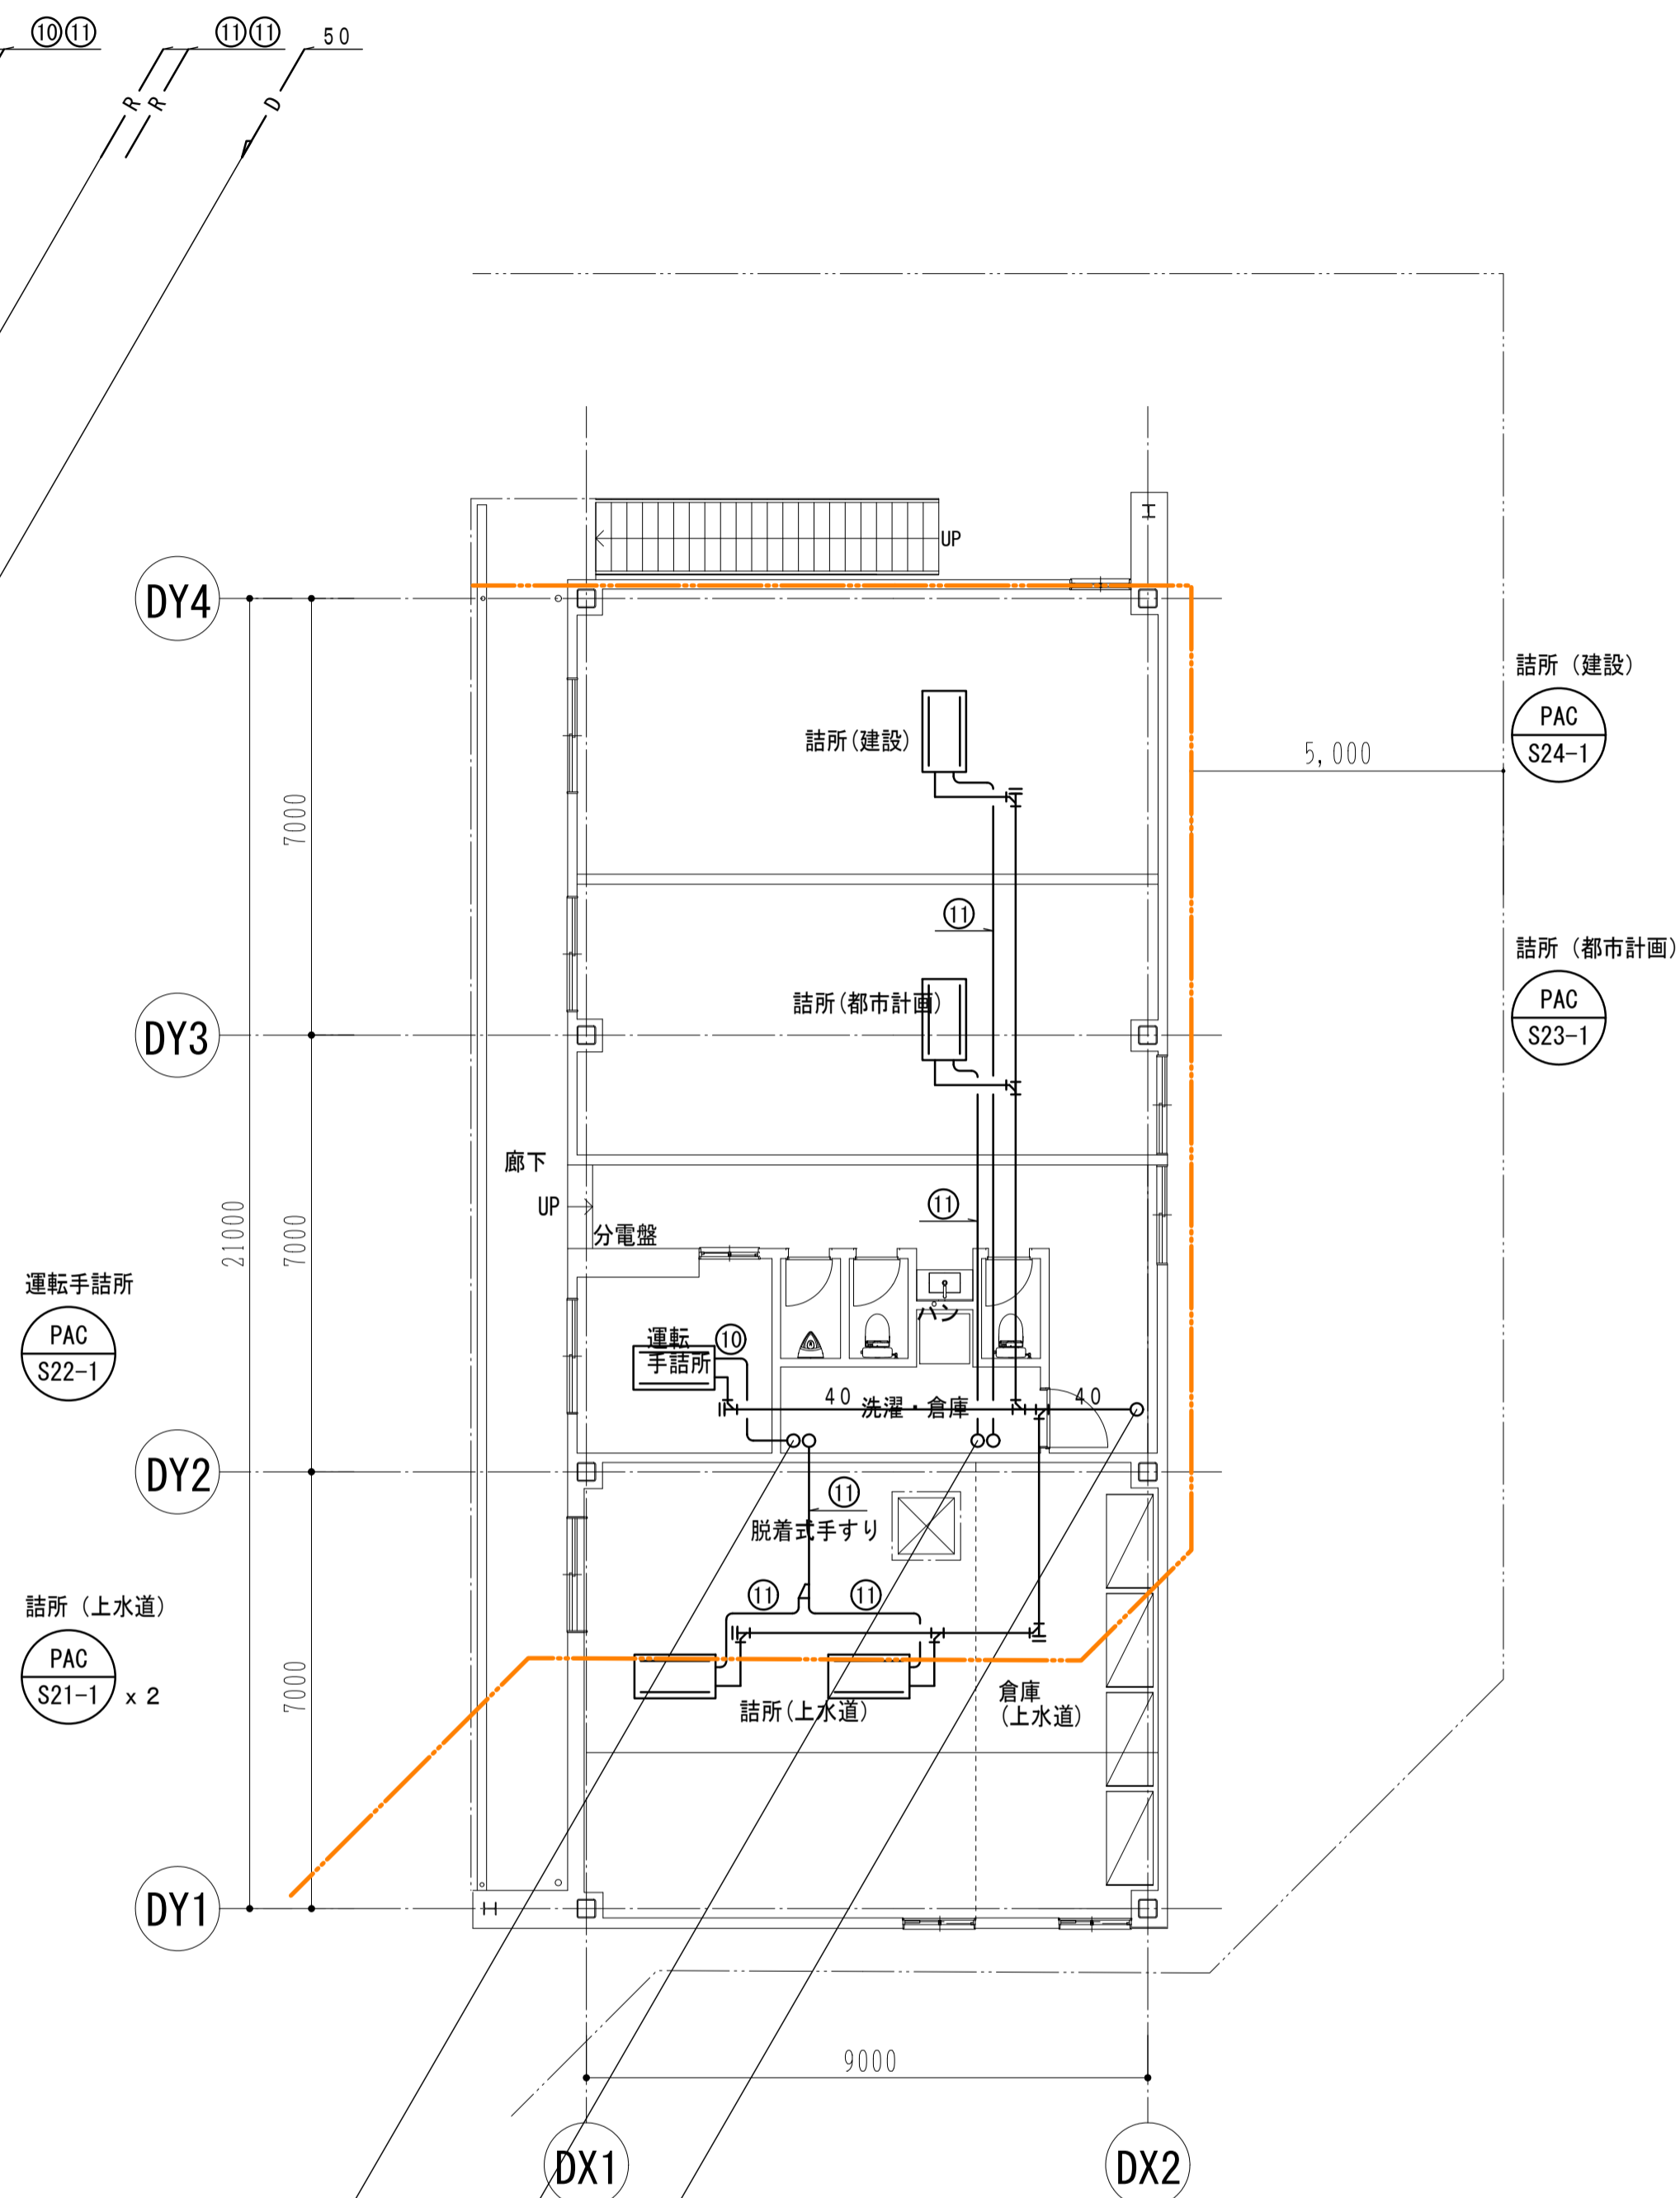 ⑩⑪
⑪⑪
50
R
R
D
UP
H
DY4
詰所(建設)
詰所（建設）
PAC
S24-1
5,000
7000
⑪
詰所(都市計画)
詰所（都市計画）
PAC
S23-1
DY3
廊下
UP
⑪
分電盤
21000
7000
運転手詰所
PAC
S22-1
パン
運転
手詰所
⑩
40
洗濯・倉庫
40
DY2
⑪
脱着式手すり
⑪
⑪
詰所（上水道）
PAC
S21-1
x 2
7000
詰所(上水道)
倉庫
(上水道)
DY1
H
9000
DX1
DX2